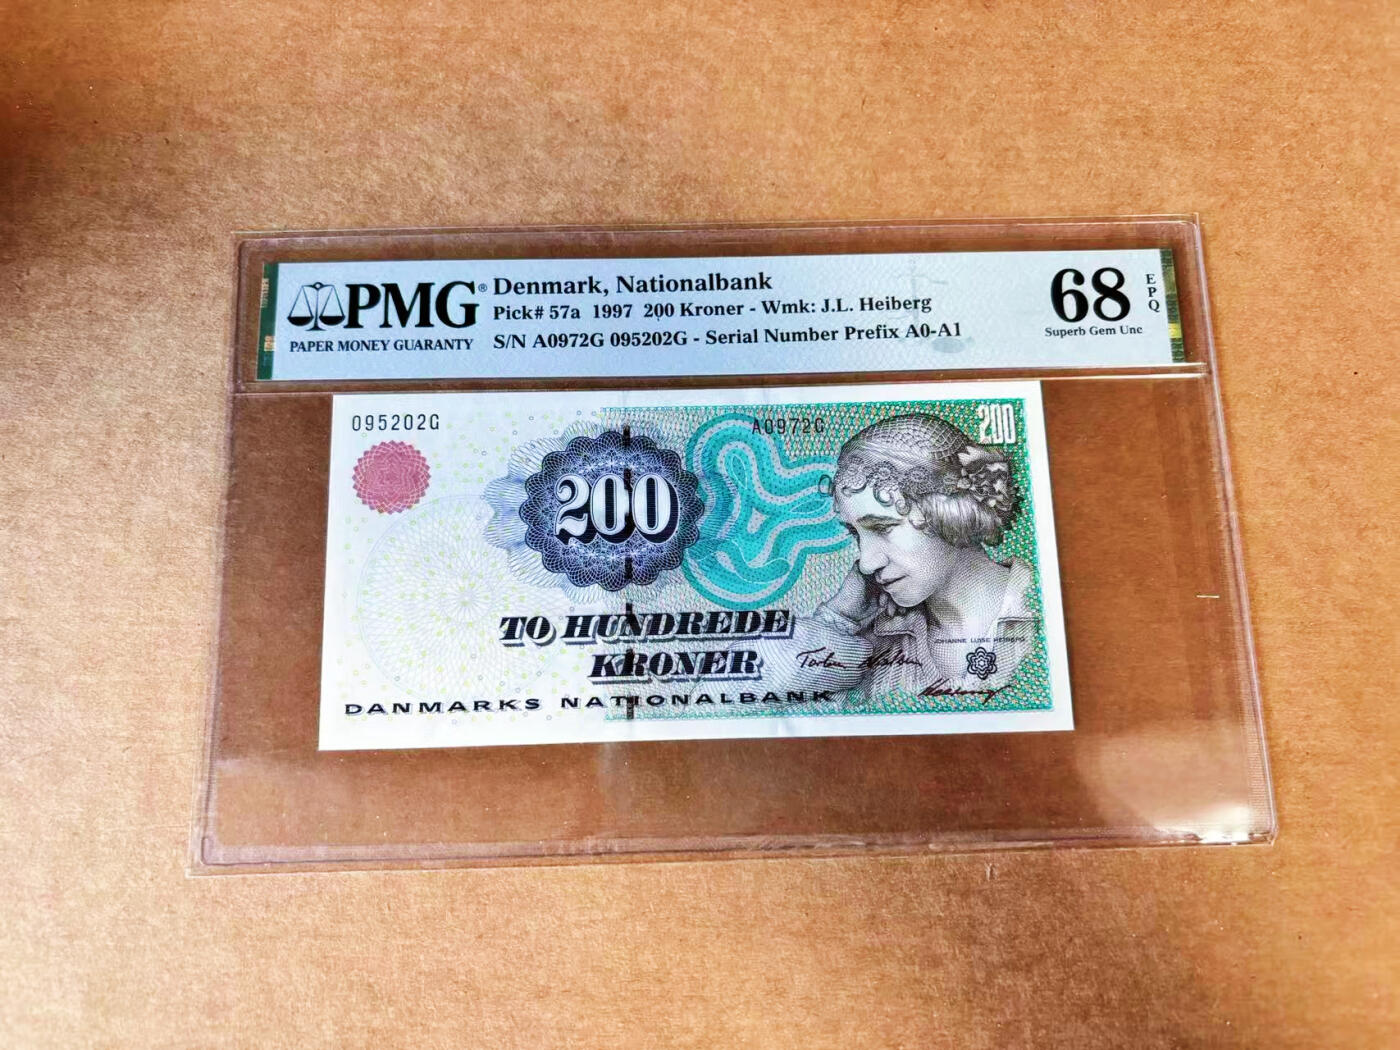 PMG®
PAPER MONEY GUARANTY
Denmark, Nationalbank
Pick# 57a 1997 200 Kroner - Wmk: J.L. Heiberg
S/N A0972G 095202G - Serial Number Prefix A0-A1
68
EPQ
Superb Gem Unc
095202G
A0972G
200
200
TO HUNDREDE
KRONER
JOHANNE LUISE HEIBERG
DANMARKS NATIONALBANK